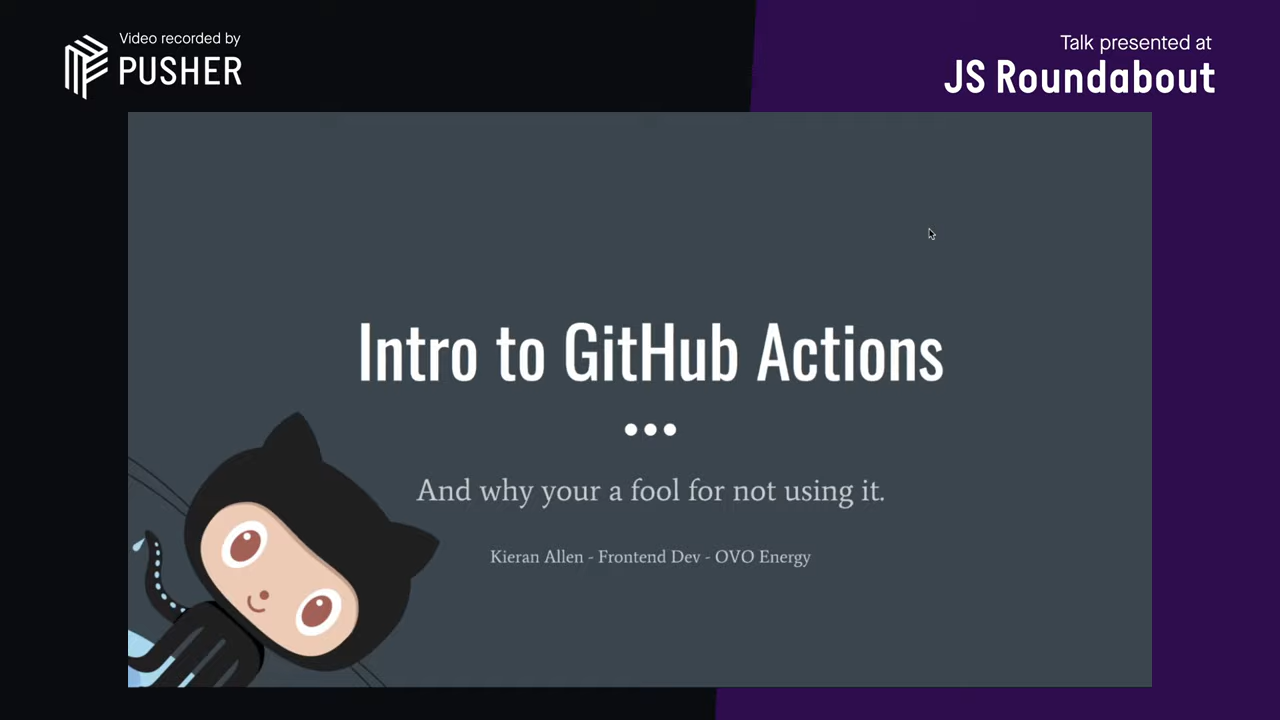 Video recorded by
PUSHER
Talk presented at
JS Roundabout
Intro to GitHub Actions
And why your a fool for not using it.
Kieran Allen - Frontend Dev - OVO Energy